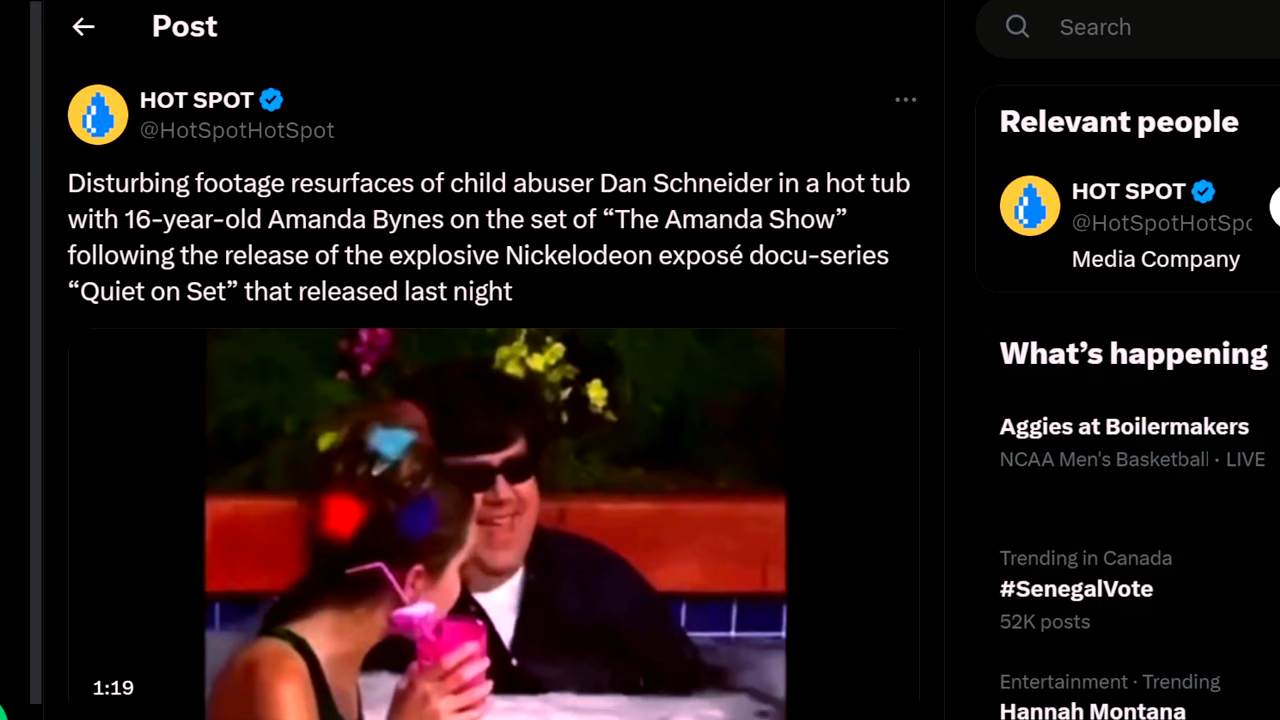 Post
HOT SPOT
@HotSpotHotSpot
Disturbing footage resurfaces of child abuser Dan Schneider in a hot tub
with 16-year-old Amanda Bynes on the set of “The Amanda Show”
following the release of the explosive Nickelodeon exposé docu-series
“Quiet on Set” that released last night
1:19
Search
Relevant people
HOT SPOT
@HotSpotHotSpo
Media Company
What’s happening
Aggies at Boilermakers
NCAA Men's Basketball · LIVE
Trending in Canada
#SenegalVote
52K posts
Entertainment · Trending
Hannah Montana